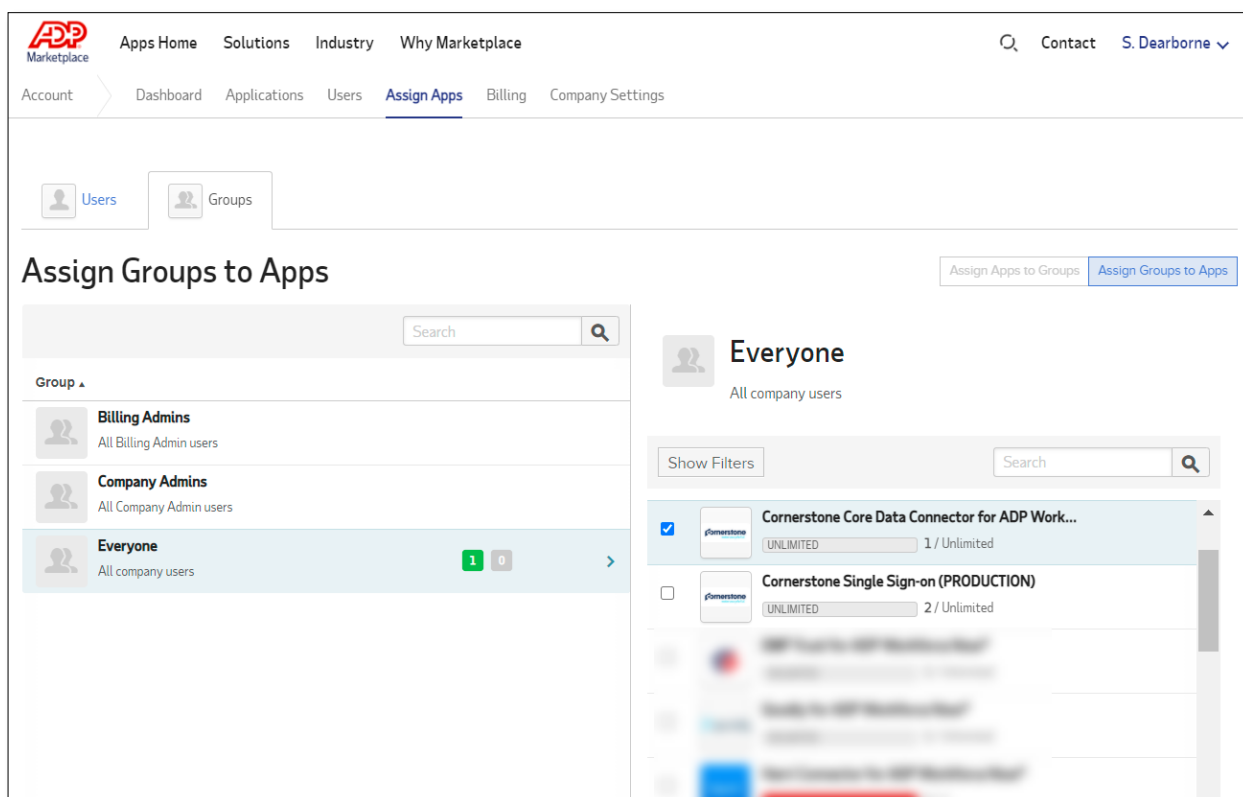 ADP
Marketplace
Apps Home Solutions Industry Why Marketplace Contact S. Dearborne
Account Dashboard Applications Users Assign Apps Billing Company Settings
Users Groups
Assign Groups to Apps
Assign Apps to Groups Assign Groups to Apps
Search
Group
Billing Admins
All Billing Admin users
Company Admins
All Company Admin users
Everyone
All company users
1 0
Everyone
All company users
Show Filters Search
Cornerstone
Cornerstone Core Data Connector for ADP Work...
UNLIMITED 1 / Unlimited
Cornerstone
Cornerstone Single Sign-on (PRODUCTION)
UNLIMITED 2 / Unlimited